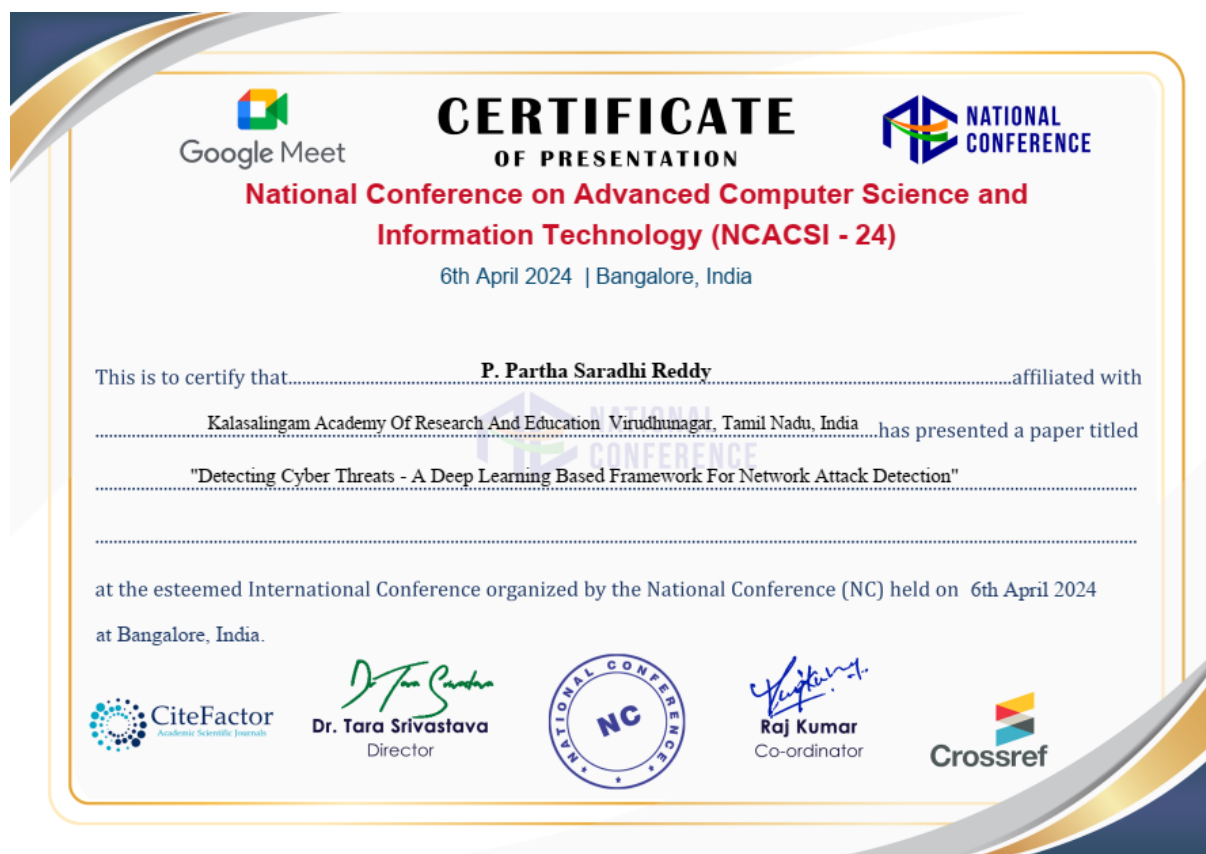 Google Meet
CERTIFICATE
OF PRESENTATION
NATIONAL
CONFERENCE
National Conference on Advanced Computer Science and
Information Technology (NCACSI - 24)
6th April 2024 | Bangalore, India
This is to certify that P. Partha Saradhi Reddy affiliated with
Kalasalingam Academy Of Research And Education Virudhunagar, Tamil Nadu, India has presented a paper titled
NATIONAL
CONFERENCE
"Detecting Cyber Threats - A Deep Learning Based Framework For Network Attack Detection"
at the esteemed International Conference organized by the National Conference (NC) held on 6th April 2024
at Bangalore, India.
CiteFactor
Academic Scientific Journals
Dr. Tara Srivastava
Director
NATIONAL CONFERENCE
NC
Raj Kumar
Co-ordinator
Crossref